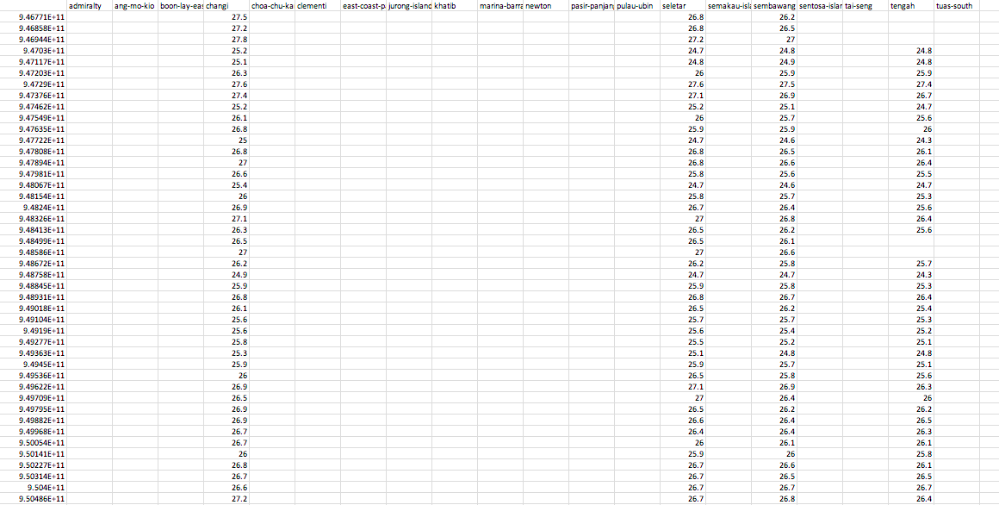 admiralty ang-mo-kio boon-lay-eas changi choa-chu-ka clementi east-coast-p jurong-island khatib marina-barra newton pasir-panjan pulau-ubin seletar semakau-isla sembawang sentosa-islan tai-seng tengah tuas-south
9.46771E+11 27.5 26.8 26.2
9.46858E+11 27.2 26.8 26.5
9.46944E+11 27.8 27.2 27
9.4703E+11 25.2 24.7 24.8 24.8
9.47117E+11 25.1 24.8 24.9 24.8
9.47203E+11 26.3 26 25.9 25.9
9.4729E+11 27.6 27.6 27.5 27.4
9.47376E+11 27.4 27.1 26.9 26.7
9.47462E+11 25.2 25.2 25.1 24.7
9.47549E+11 26.1 26 25.7 25.6
9.47635E+11 26.8 25.9 25.9 26
9.47722E+11 25 24.7 24.6 24.3
9.47808E+11 26.8 26.8 26.5 26.1
9.47894E+11 27 26.8 26.6 26.4
9.47981E+11 26.6 25.8 25.6 25.5
9.48067E+11 25.4 24.7 24.6 24.7
9.48154E+11 26 25.8 25.7 25.3
9.4824E+11 26.9 26.7 26.4 25.6
9.48326E+11 27.1 27 26.8 26.4
9.48413E+11 26.3 26.5 26.2 25.6
9.48499E+11 26.5 26.5 26.1
9.48586E+11 27 27 26.6
9.48672E+11 26.2 26.2 25.8 25.7
9.48758E+11 24.9 24.7 24.7 24.3
9.48845E+11 25.9 25.9 25.8 25.3
9.48931E+11 26.8 26.8 26.7 26.4
9.49018E+11 26.1 26.5 26.2 25.4
9.49104E+11 25.6 25.7 25.7 25.3
9.4919E+11 25.6 25.6 25.4 25.2
9.49277E+11 25.8 25.5 25.2 25.1
9.49363E+11 25.3 25.1 24.8 24.8
9.4945E+11 25.9 25.9 25.7 25.1
9.49536E+11 26 26.5 25.8 25.6
9.49622E+11 26.9 27.1 26.9 26.3
9.49709E+11 26.5 27 26.4 26
9.49795E+11 26.9 26.5 26.2 26.2
9.49882E+11 26.9 26.6 26.4 26.5
9.49968E+11 26.7 26.4 26.4 26.3
9.50054E+11 26.7 26 26.1 26.1
9.50141E+11 26 25.9 26 25.8
9.50227E+11 26.8 26.7 26.6 26.1
9.50314E+11 26.7 26.7 26.5 26.5
9.504E+11 26.6 26.7 26.7 26.7
9.50486E+11 27.2 26.7 26.8 26.4